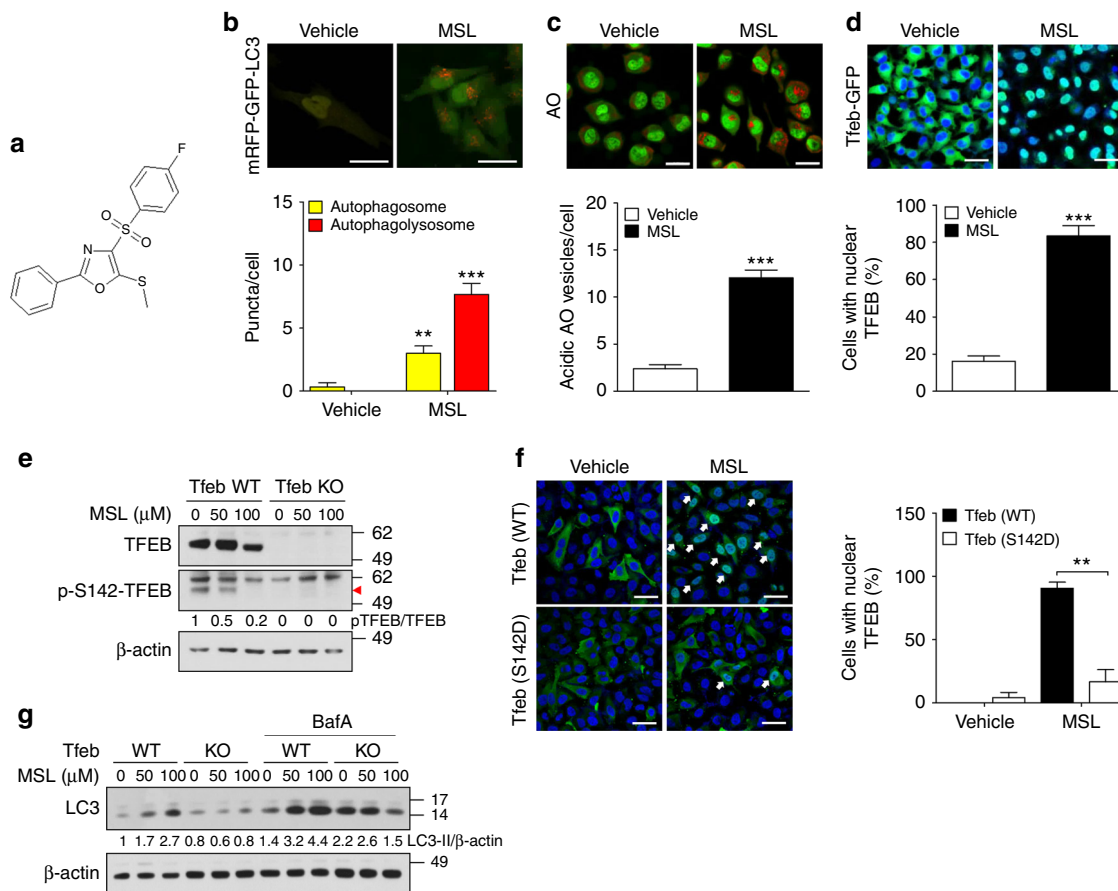 a
F
S
O
O
N
O
S
b
Vehicle
MSL
mRFP-GFP-LC3
Autophagosome
Autophagolysosome
Puncta/cell
15
10
5
0
**
***
Vehicle
MSL
c
Vehicle
MSL
AO
Vehicle
MSL
Acidic AO vesicles/cell
20
15
10
5
0
***
d
Vehicle
MSL
Tfeb-GFP
Vehicle
MSL
Cells with nuclear
TFEB (%)
80
60
40
20
0
***
e
Tfeb WT Tfeb KO
MSL (μM) 0 50 100 0 50 100
TFEB
62
49
p-S142-TFEB
62
49
1 0.5 0.2 0 0 0 pTFEB/TFEB
β-actin
49
f
Vehicle
MSL
Tfeb (WT)
Tfeb (S142D)
Tfeb (WT)
Tfeb (S142D)
Cells with nuclear
TFEB (%)
150
100
50
0
**
Vehicle
MSL
g
BafA
Tfeb WT KO WT KO
MSL (μM) 0 50 100 0 50 100 0 50 100 0 50 100
LC3
17
14
1 1.7 2.7 0.8 0.6 0.8 1.4 3.2 4.4 2.2 2.6 1.5 LC3-II/β-actin
β-actin
49